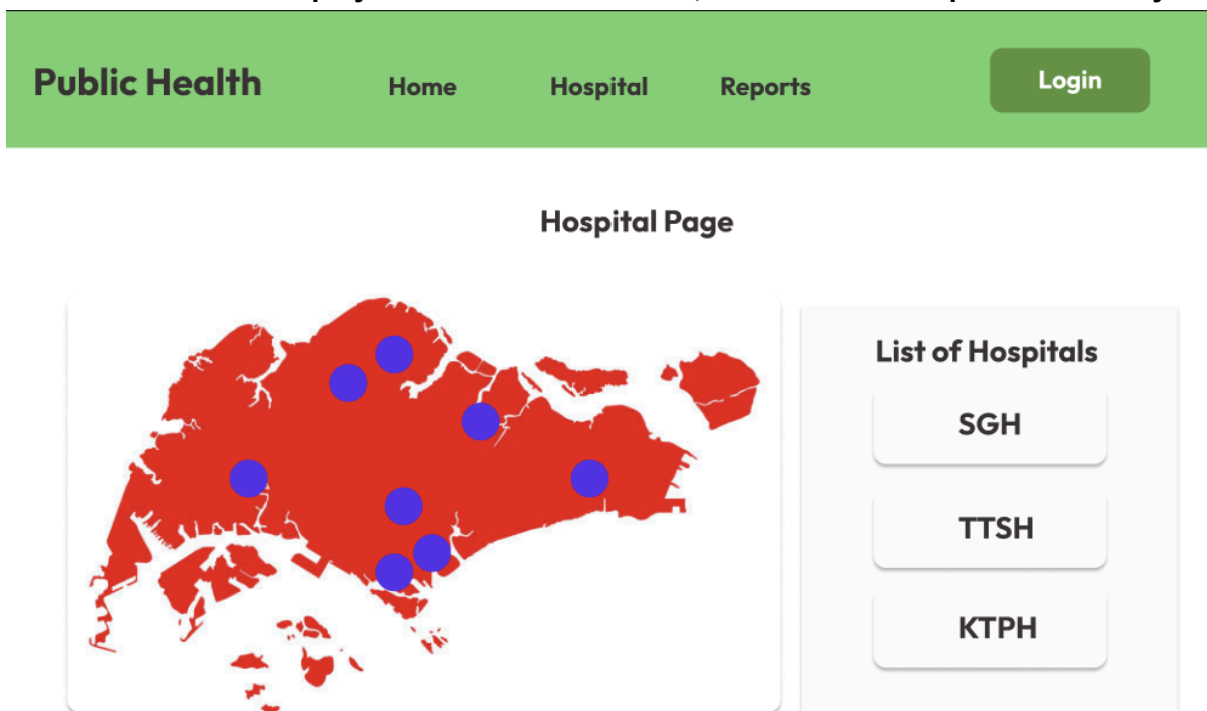 Public Health
Home
Hospital
Reports
Login
Hospital Page
List of Hospitals
SGH
TTSH
KTPH